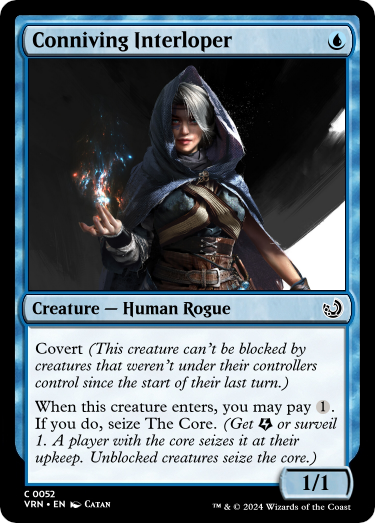 Conniving Interloper
Creature — Human Rogue
Covert (This creature can't be blocked by
creatures that weren't under their controllers
control since the start of their last turn.)
When this creature enters, you may pay 1.
If you do, seize The Core. (Get or surveil
1. A player with the core seizes it at their
upkeep. Unblocked creatures seize the core.)
1/1
C 0052
VRN • EN Catan
™ & © 2024 Wizards of the Coast